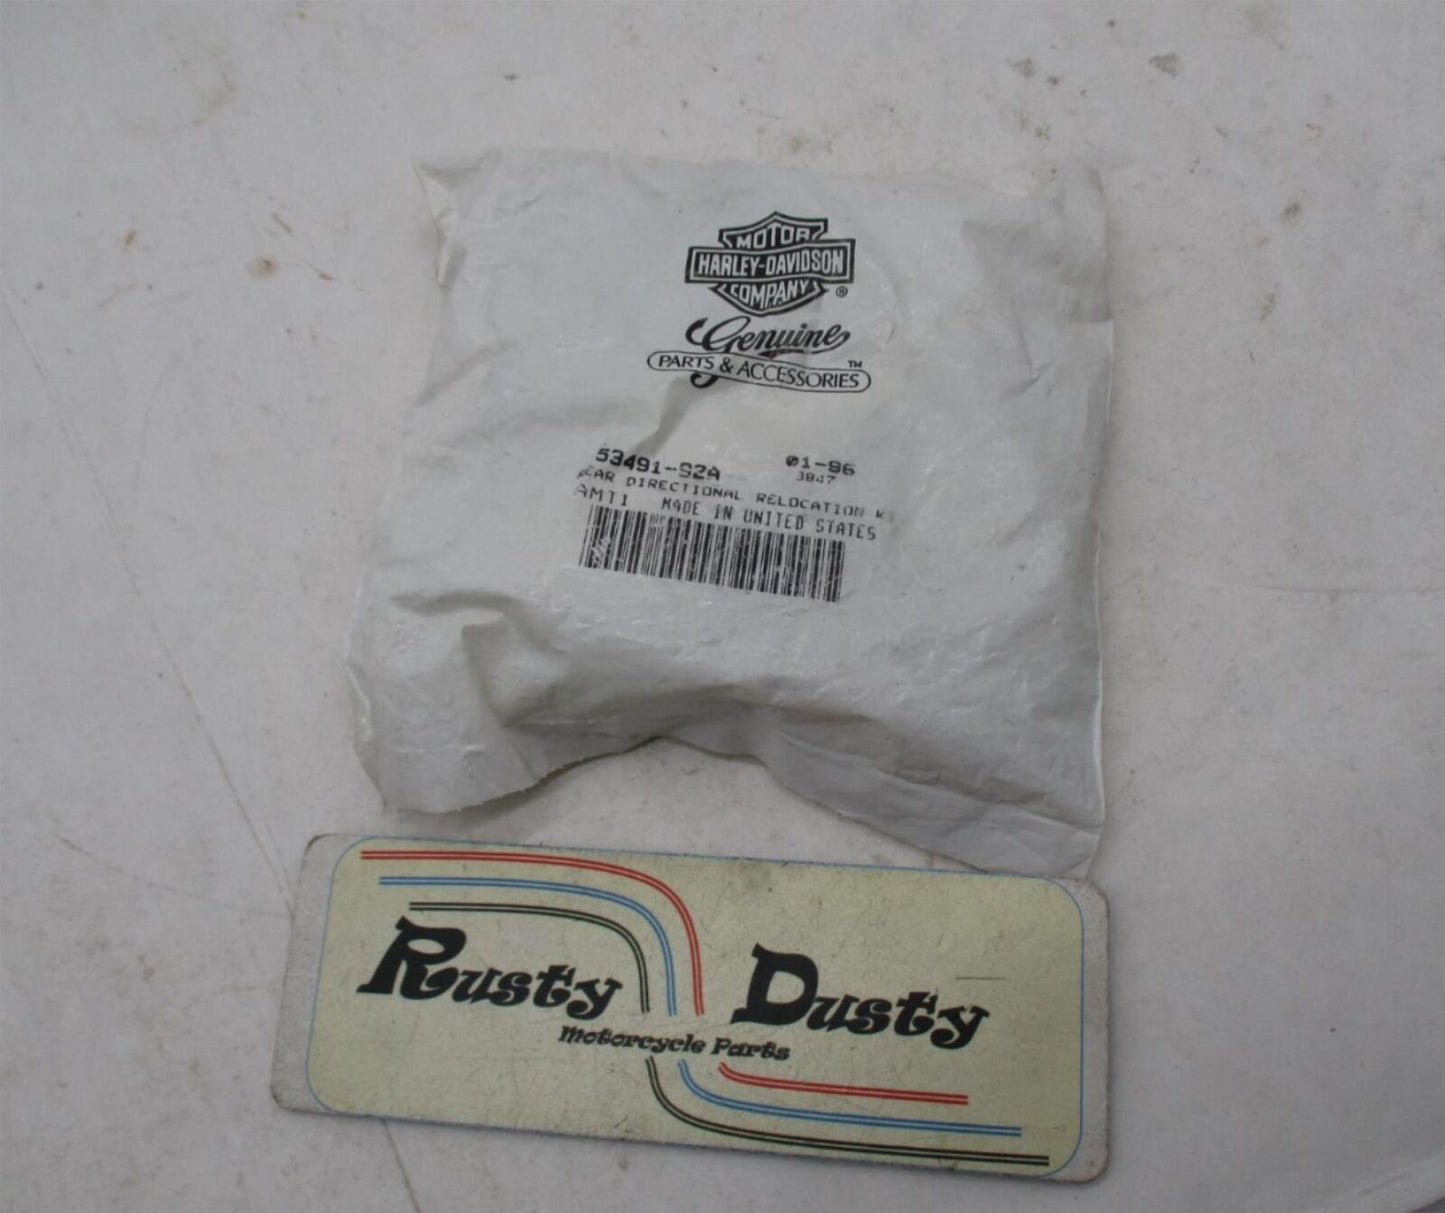 MOTOR
HARLEY-DAVIDSON
COMPANY ®
Genuine
PARTS & ACCESSORIES ™
53491-92A 01-96
3847
REAR DIRECTIONAL RELOCATION
AMT1 MADE IN UNITED STATES
Rusty Dusty
Motorcycle Parts